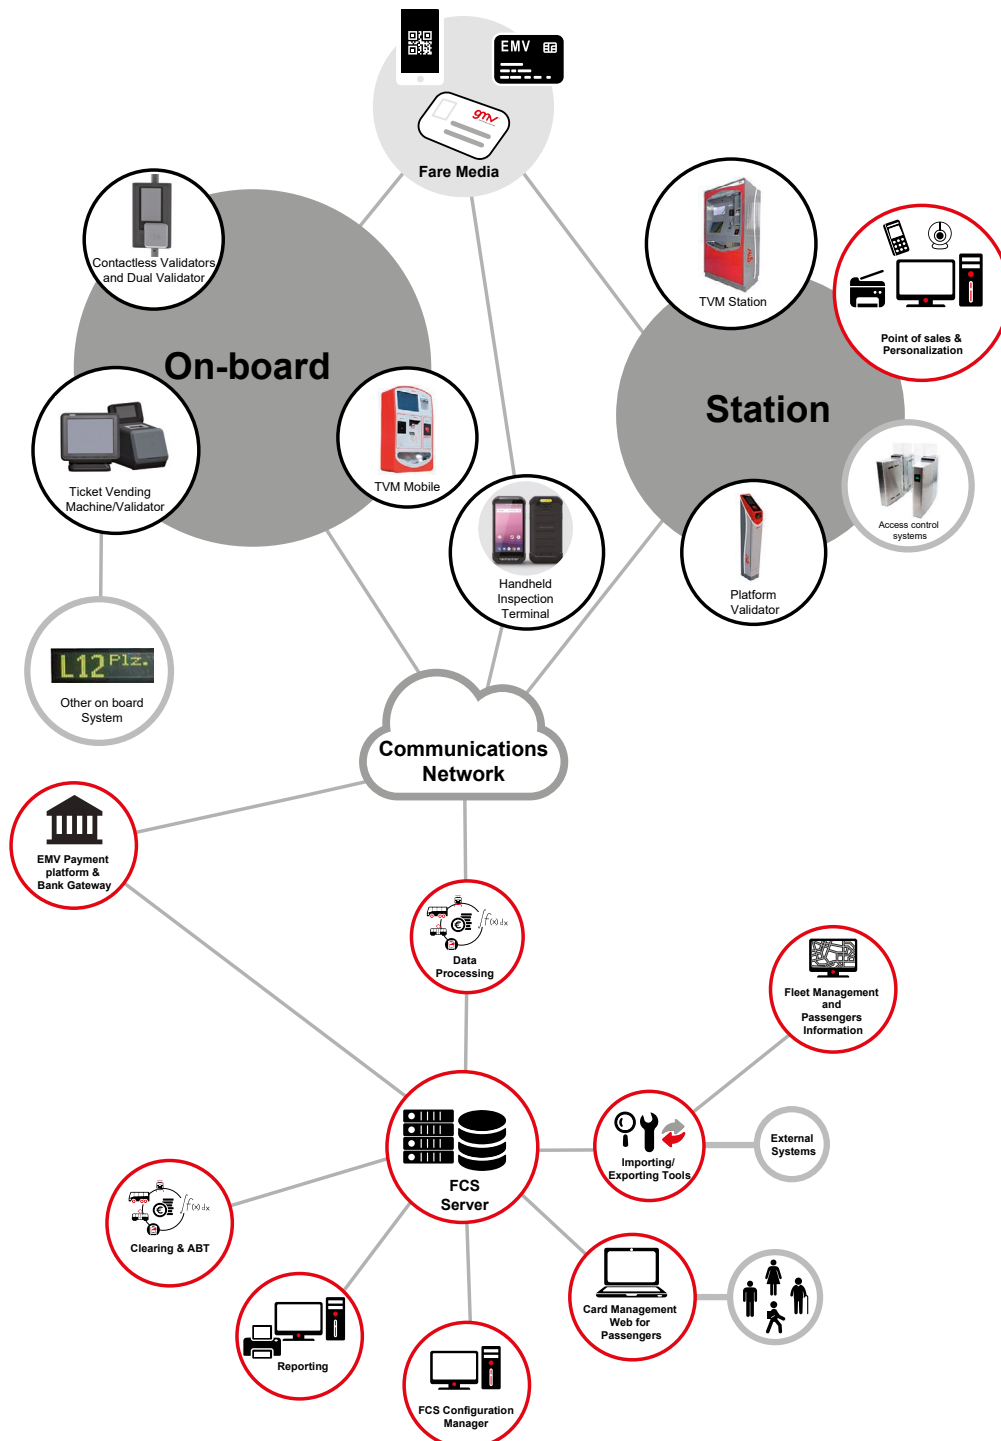 EMV
gmv
Fare Media
Contactless Validators
and Dual Validator
TVM Station
Point of sales &
Personalization
On-board
Station
Ticket Vending
Machine/Validator
TVM Mobile
Access control
systems
Handheld
Inspection
Terminal
Platform
Validator
L12 Plz.
Other on board
System
Communications
Network
EMV Payment
platform &
Bank Gateway
∫f(x) dx
Data
Processing
Fleet Management
and
Passengers
Information
FCS
Server
Importing/
Exporting Tools
External
Systems
∫f(x) dx
Clearing & ABT
Card Management
Web for
Passengers
Reporting
FCS Configuration
Manager